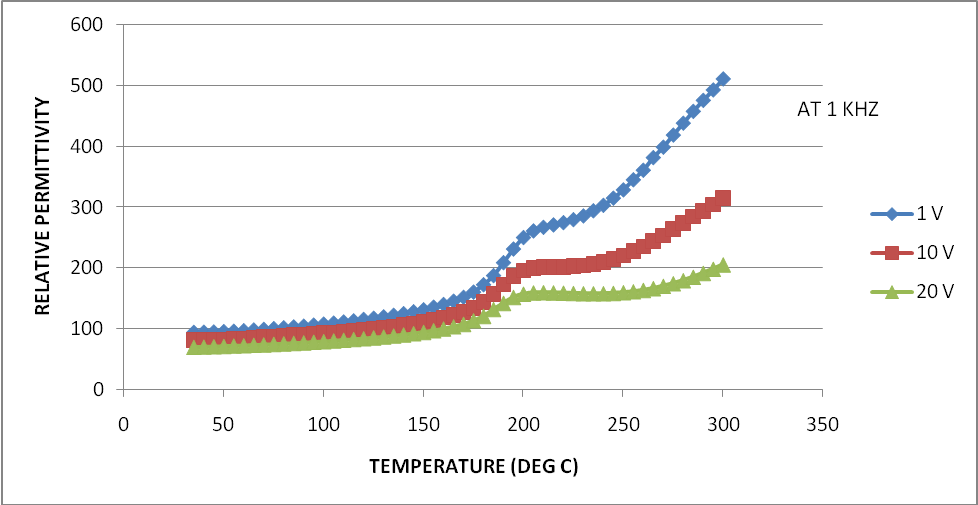 600
500
400
300
200
100
0
RELATIVE PERMITTIVITY
0 50 100 150 200 250 300 350
TEMPERATURE (DEG C)
AT 1 KHZ
1 V
10 V
20 V